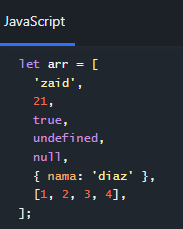 JavaScript
let arr = [
  'zaid',
  21,
  true,
  undefined,
  null,
  { nama: 'diaz' },
  [1, 2, 3, 4],
];